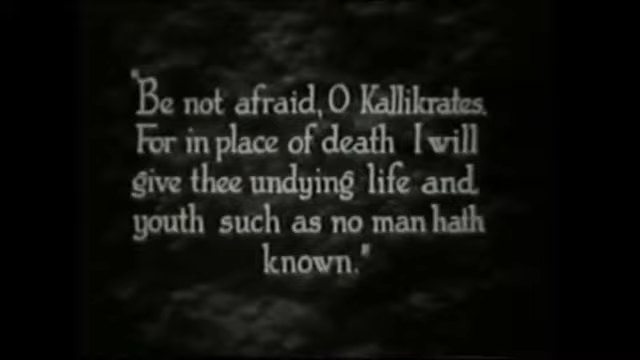 "Be not afraid, O Kallikrates.
For in place of death I will
give thee undying life and
youth such as no man hath
known."